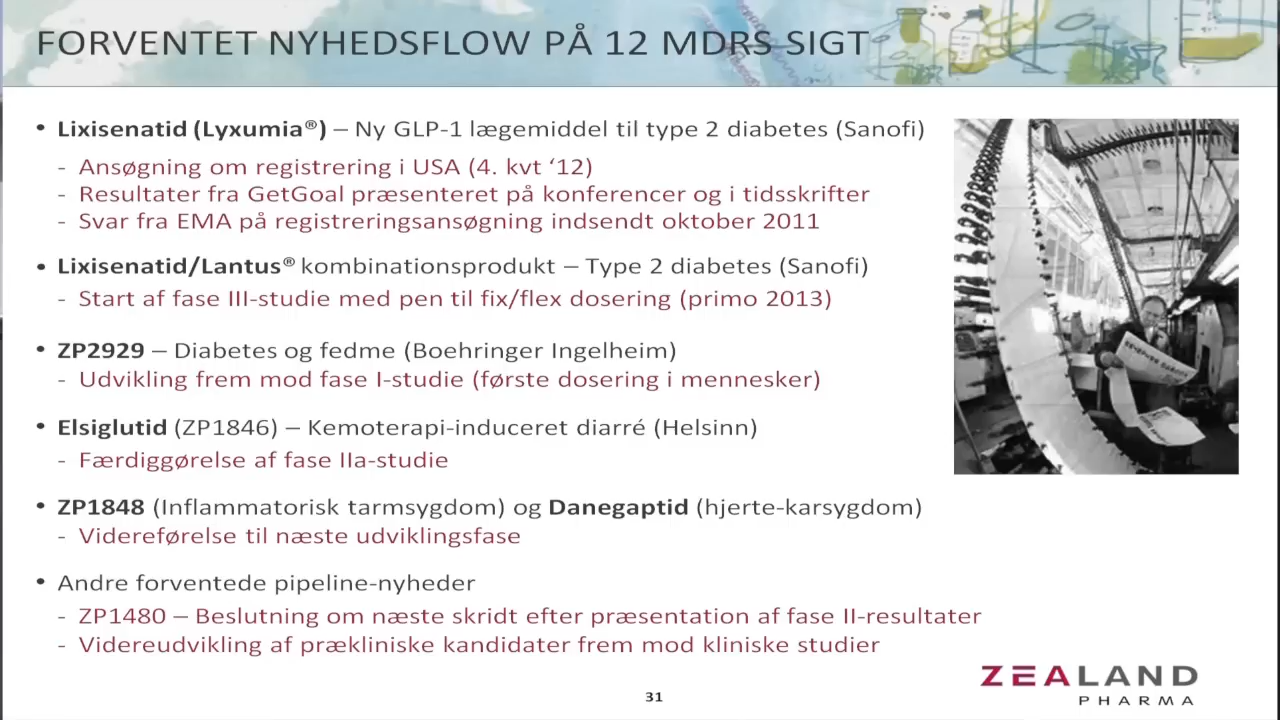 FORVENTET NYHEDSFLOW PÅ 12 MDRS SIGT
• Lixisenatid (Lyxumia®) – Ny GLP-1 lægemiddel til type 2 diabetes (Sanofi)
- Ansøgning om registrering i USA (4. kvt ‘12)
- Resultater fra GetGoal præsenteret på konferencer og i tidsskrifter
- Svar fra EMA på registreringsansøgning indsendt oktober 2011
• Lixisenatid/Lantus® kombinationsprodukt – Type 2 diabetes (Sanofi)
- Start af fase III-studie med pen til fix/flex dosering (primo 2013)
• ZP2929 – Diabetes og fedme (Boehringer Ingelheim)
- Udvikling frem mod fase I-studie (første dosering i mennesker)
• Elsiglutid (ZP1846) – Kemoterapi-induceret diarré (Helsinn)
- Færdiggørelse af fase IIa-studie
• ZP1848 (Inflammatorisk tarmsygdom) og Danegaptid (hjerte-karsygdom)
- Videreførelse til næste udviklingsfase
• Andre forventede pipeline-nyheder
- ZP1480 – Beslutning om næste skridt efter præsentation af fase II-resultater
- Videreudvikling af prækliniske kandidater frem mod kliniske studier
ZEALAND
PHARMA
31